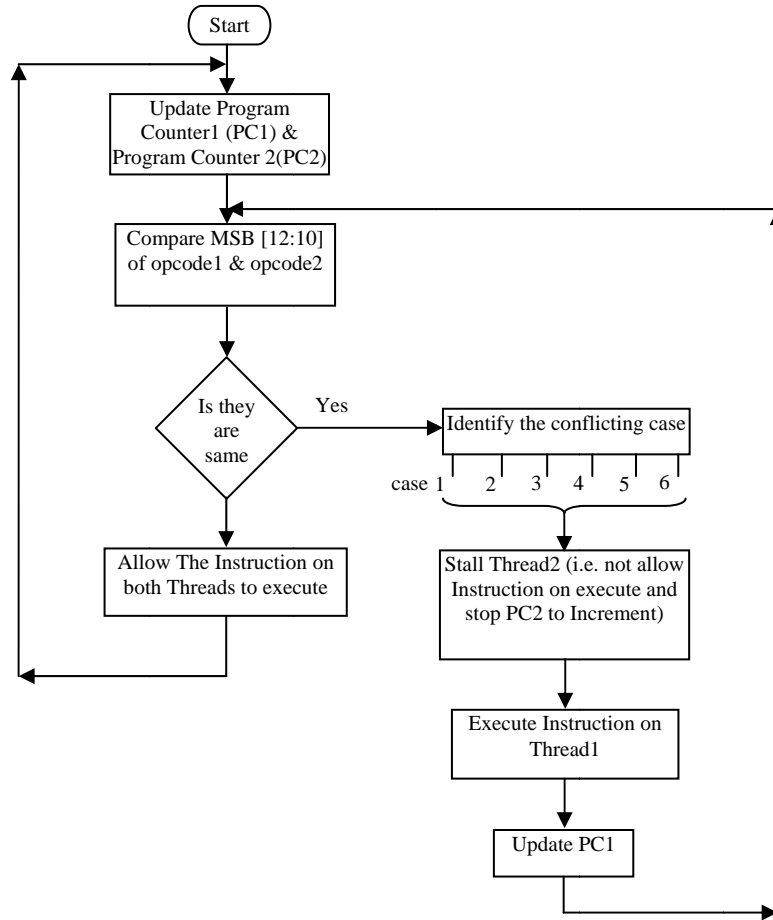 Start
Update Program
Counter1 (PC1) &
Program Counter 2(PC2)
Compare MSB [12:10]
of opcode1 & opcode2
Is they
are
same
Yes
Identify the conflicting case
case 1 2 3 4 5 6
Allow The Instruction on
both Threads to execute
Stall Thread2 (i.e. not allow
Instruction on execute and
stop PC2 to Increment)
Execute Instruction on
Thread1
Update PC1